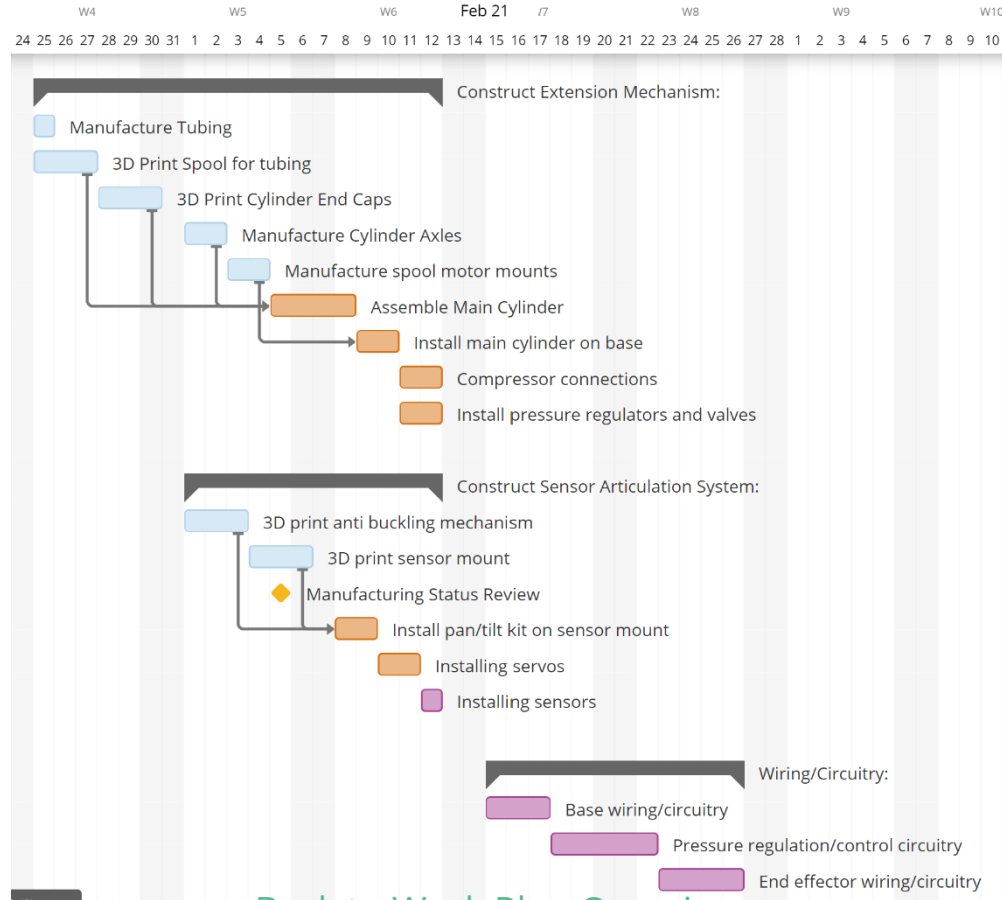 W4 W5 W6 Feb 21 /7 W8 W9 W10
24 25 26 27 28 29 30 31 1 2 3 4 5 6 7 8 9 10 11 12 13 14 15 16 17 18 19 20 21 22 23 24 25 26 27 28 1 2 3 4 5 6 7 8 9 10
Construct Extension Mechanism:
Manufacture Tubing
3D Print Spool for tubing
3D Print Cylinder End Caps
Manufacture Cylinder Axles
Manufacture spool motor mounts
Assemble Main Cylinder
Install main cylinder on base
Compressor connections
Install pressure regulators and valves
Construct Sensor Articulation System:
3D print anti buckling mechanism
3D print sensor mount
Manufacturing Status Review
Install pan/tilt kit on sensor mount
Installing servos
Installing sensors
Wiring/Circuitry:
Base wiring/circuitry
Pressure regulation/control circuitry
End effector wiring/circuitry